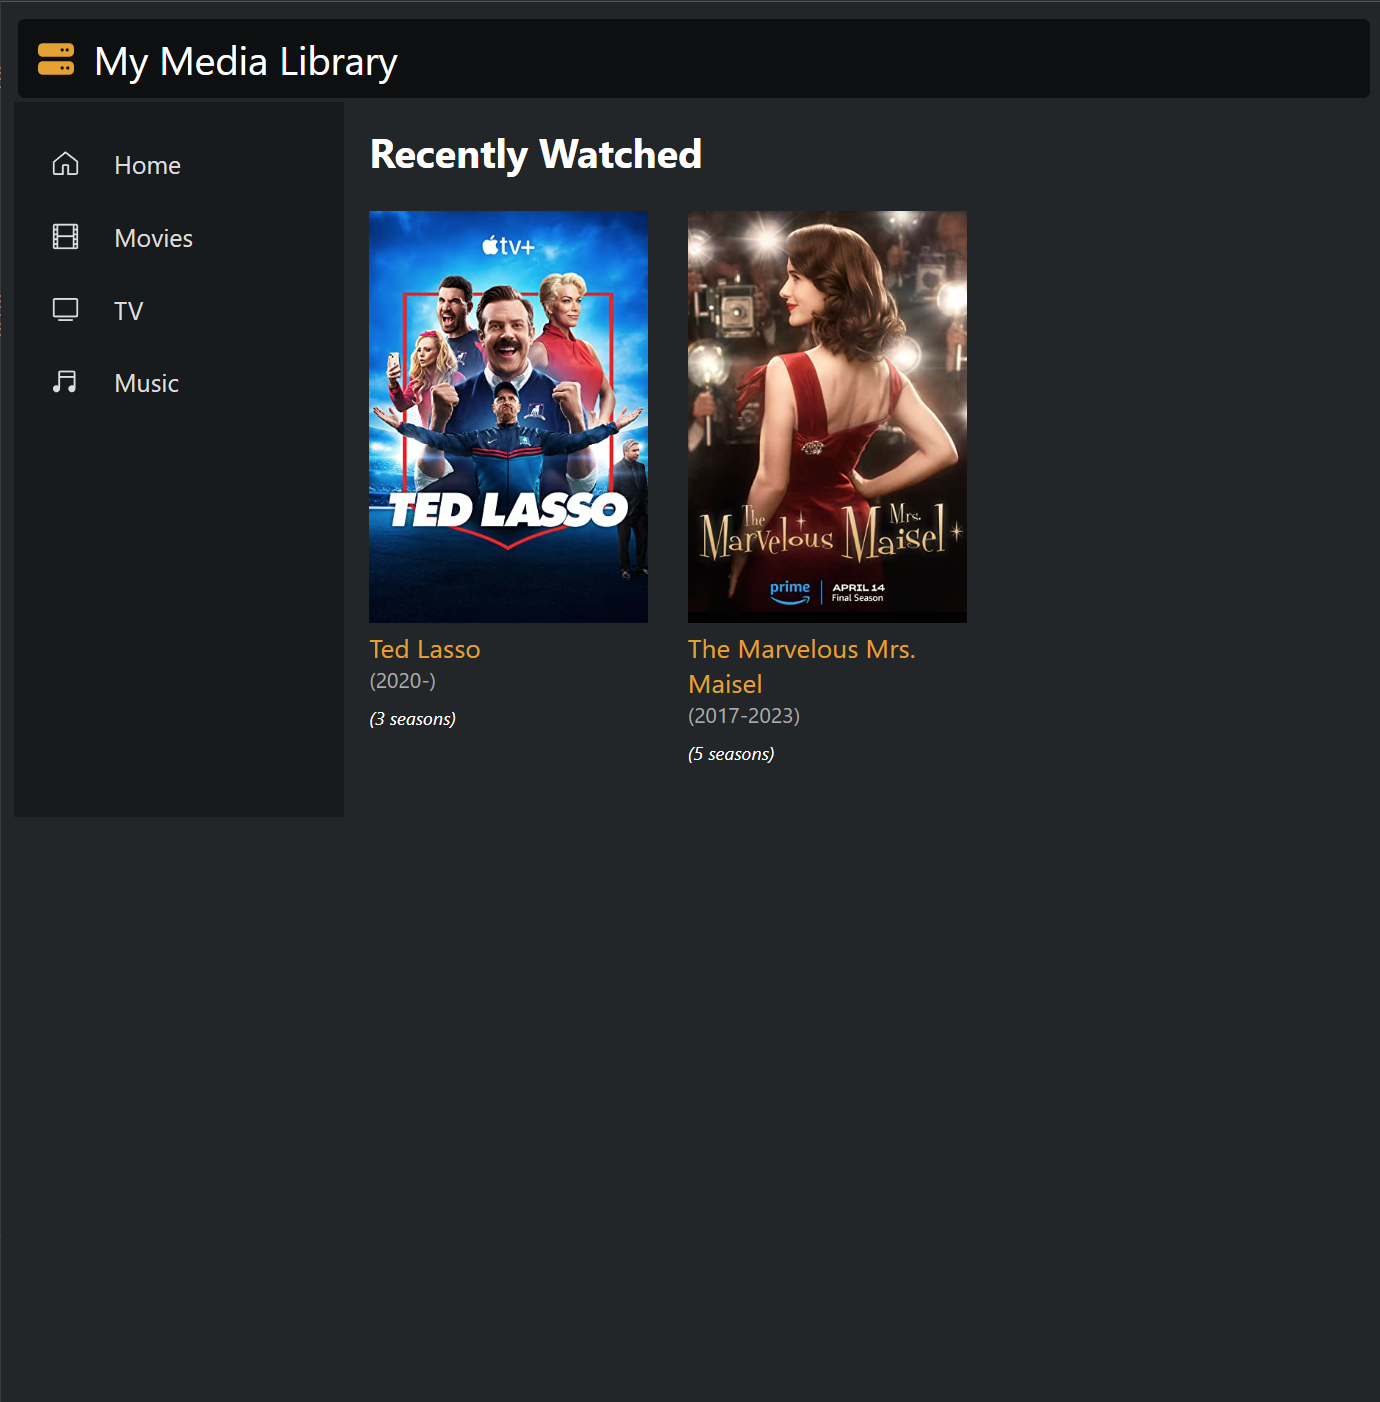 My Media Library
Home
Movies
TV
Music
Recently Watched
tv+
TED LASSO
The Marvelous Mrs. Maisel
prime
APRIL 14
Final Season
Ted Lasso
(2020-)
(3 seasons)
The Marvelous Mrs.
Maisel
(2017-2023)
(5 seasons)